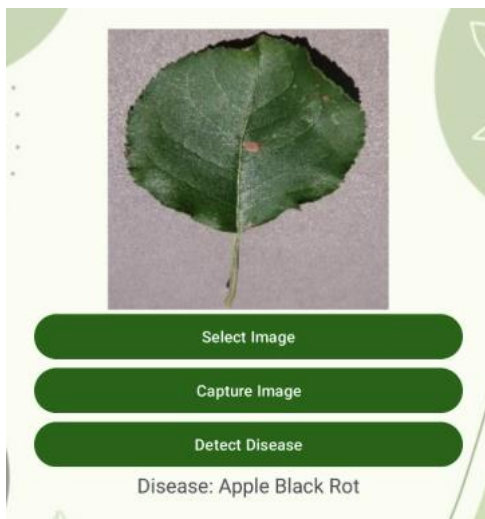 Select Image
Capture Image
Detect Disease
Disease: Apple Black Rot